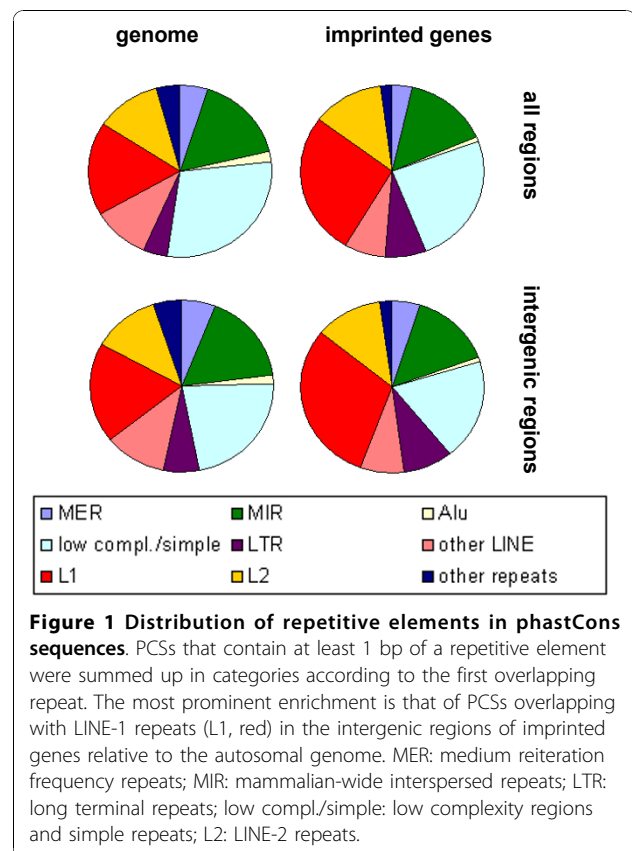 genome
imprinted genes
all regions
intergenic regions
MER
MIR
Alu
low compl./simple
LTR
other LINE
L1
L2
other repeats
Figure 1 Distribution of repetitive elements in phastCons
sequences. PCSs that contain at least 1 bp of a repetitive element
were summed up in categories according to the first overlapping
repeat. The most prominent enrichment is that of PCSs overlapping
with LINE-1 repeats (L1, red) in the intergenic regions of imprinted
genes relative to the autosomal genome. MER: medium reiteration
frequency repeats; MIR: mammalian-wide interspersed repeats; LTR:
long terminal repeats; low compl./simple: low complexity regions
and simple repeats; L2: LINE-2 repeats.